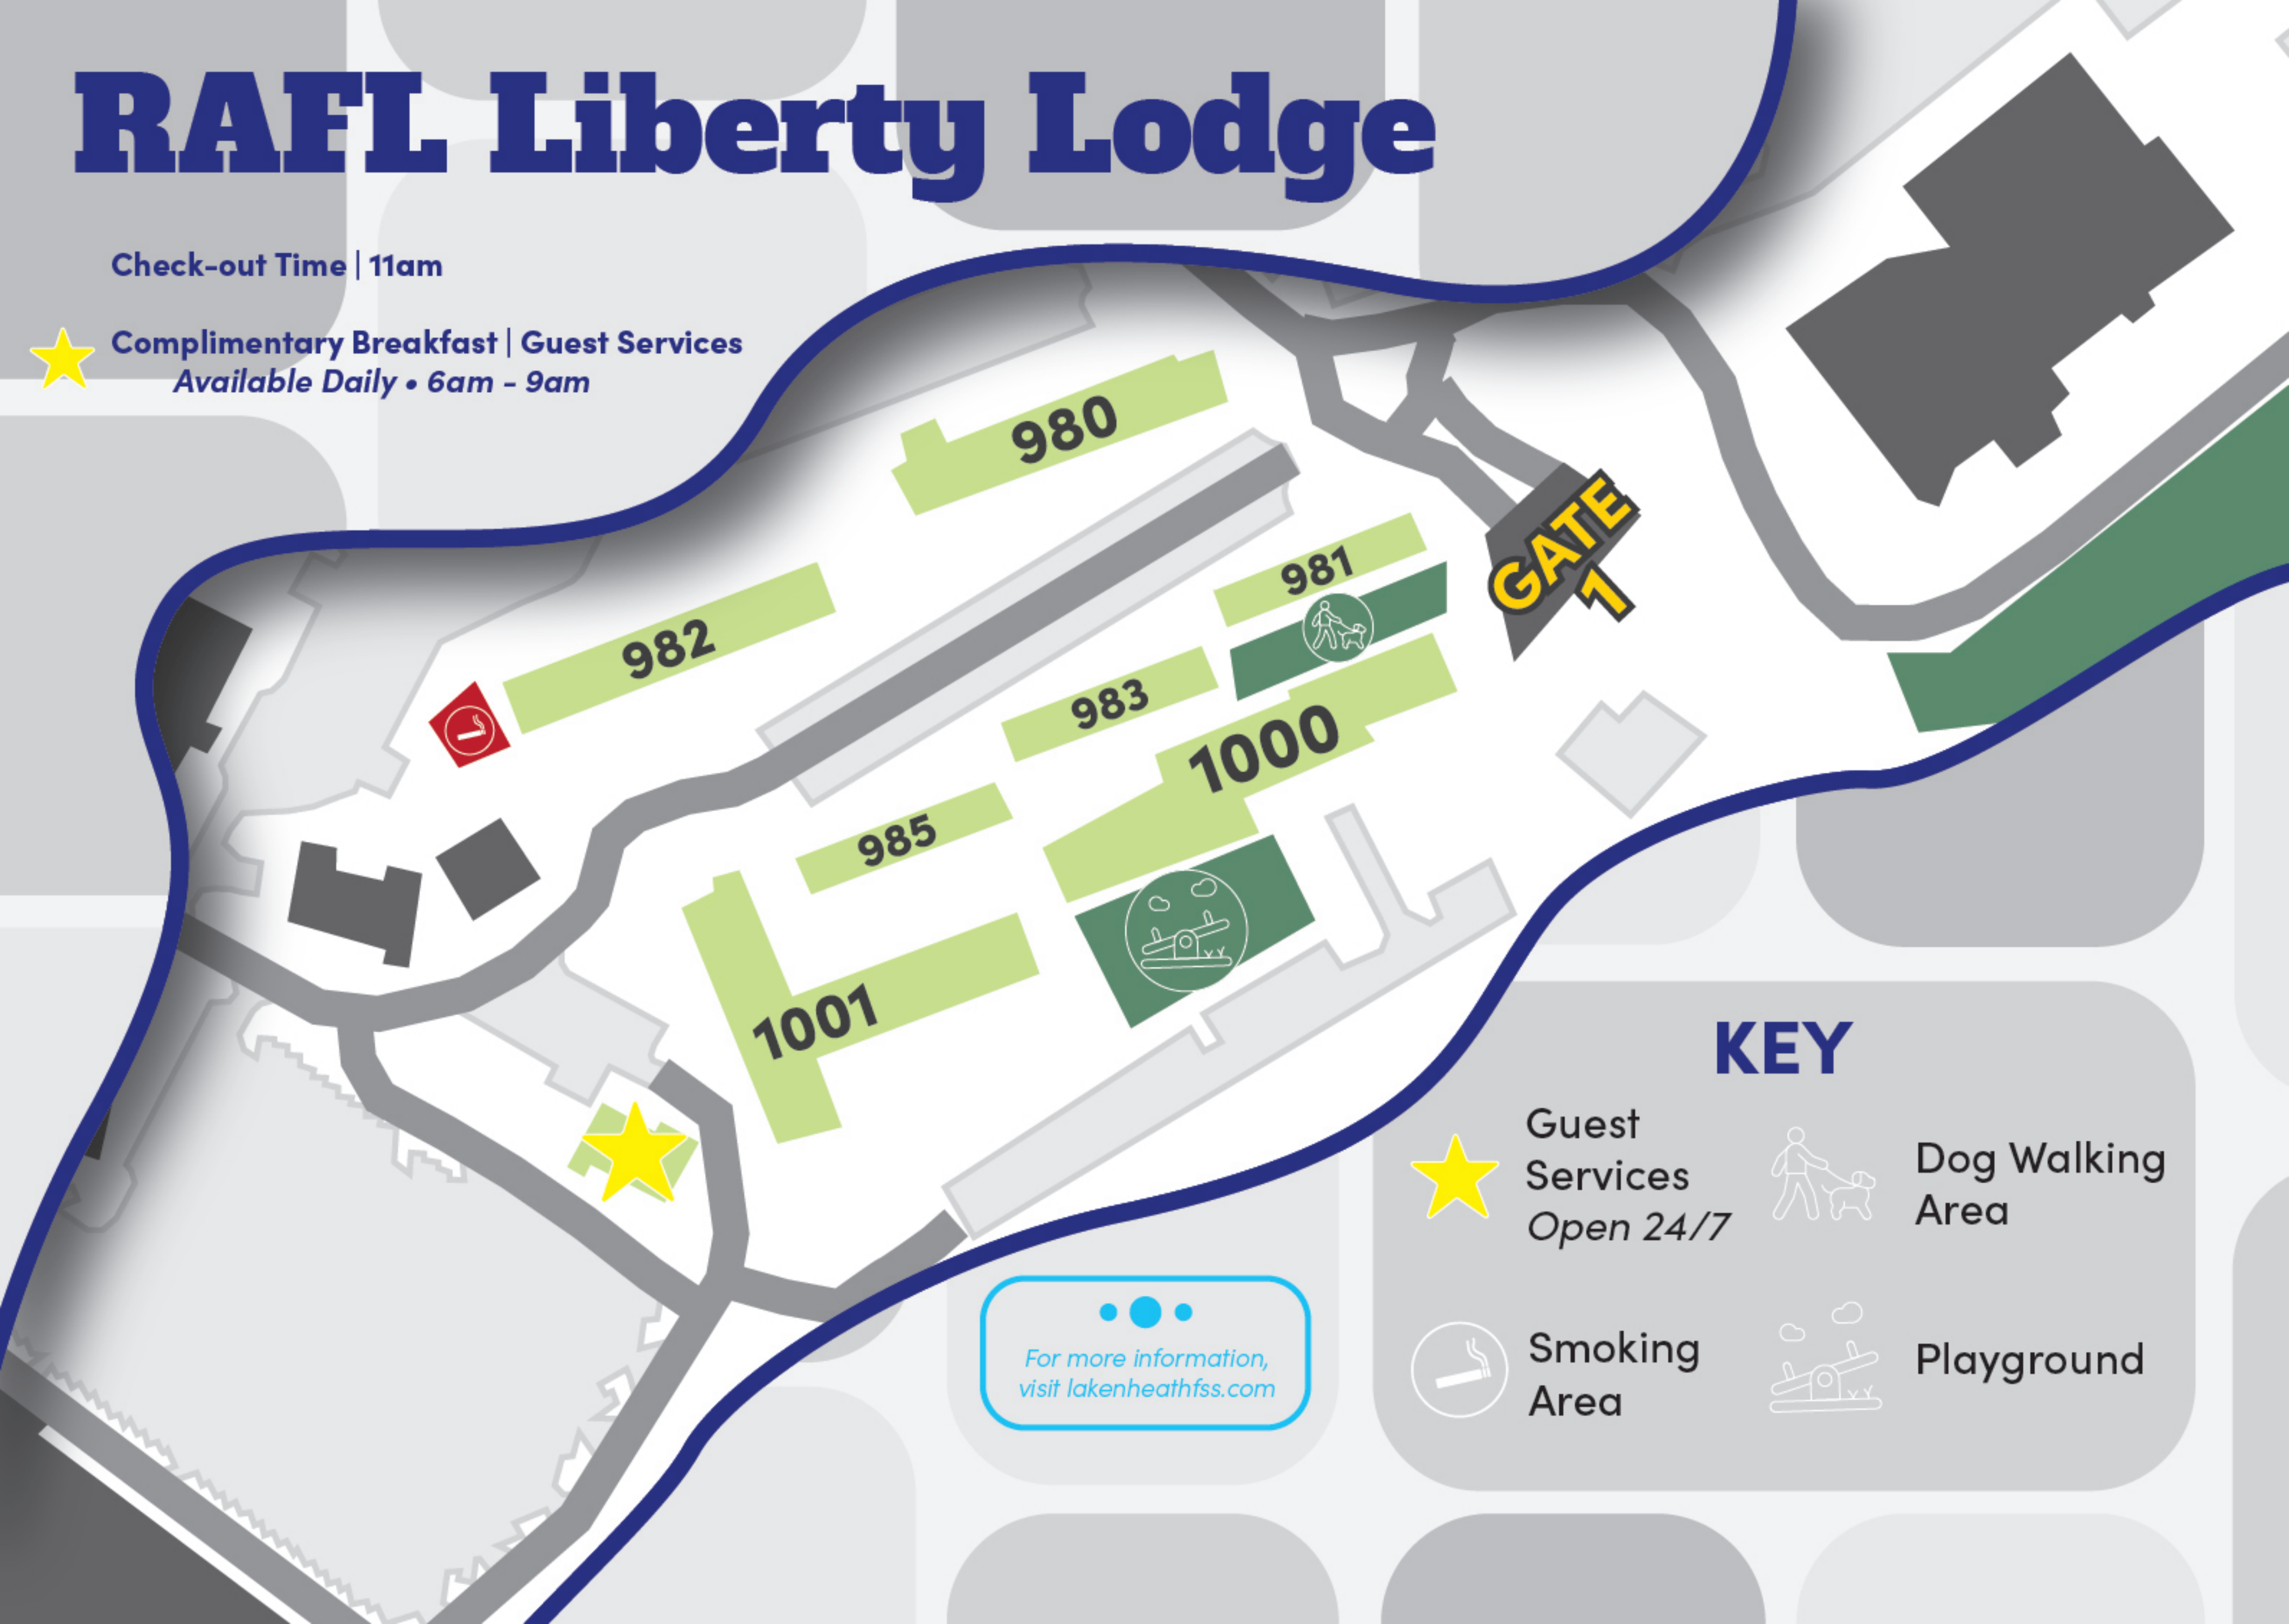 RAFL Liberty Lodge
Check-out Time | 11am
Complimentary Breakfast | Guest Services
Available Daily • 6am - 9am
980
GATE
1
981
982
983
1000
985
1001
KEY
Guest
Services
Open 24/7
Dog Walking
Area
Smoking
Area
Playground
For more information,
visit lakenheathfss.com